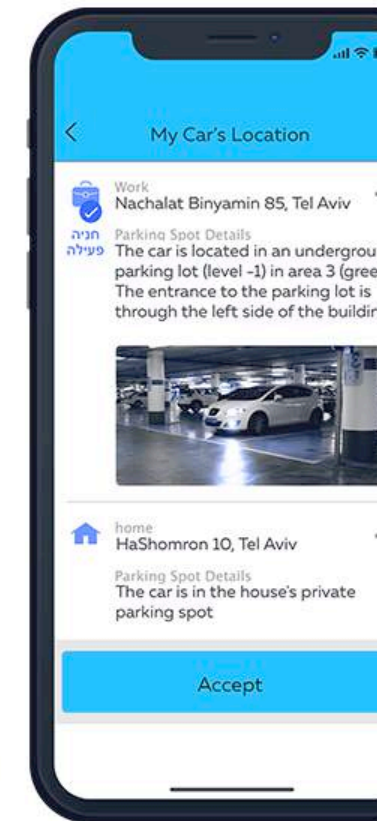 My Car's Location
Work
Nachalat Binyamin 85, Tel Aviv
חניה
פעילה
Parking Spot Details
The car is located in an undergrou
parking lot (level -1) in area 3 (gree
The entrance to the parking lot is
through the left side of the buildin
home
HaShomron 10, Tel Aviv
Parking Spot Details
The car is in the house's private
parking spot
Accept